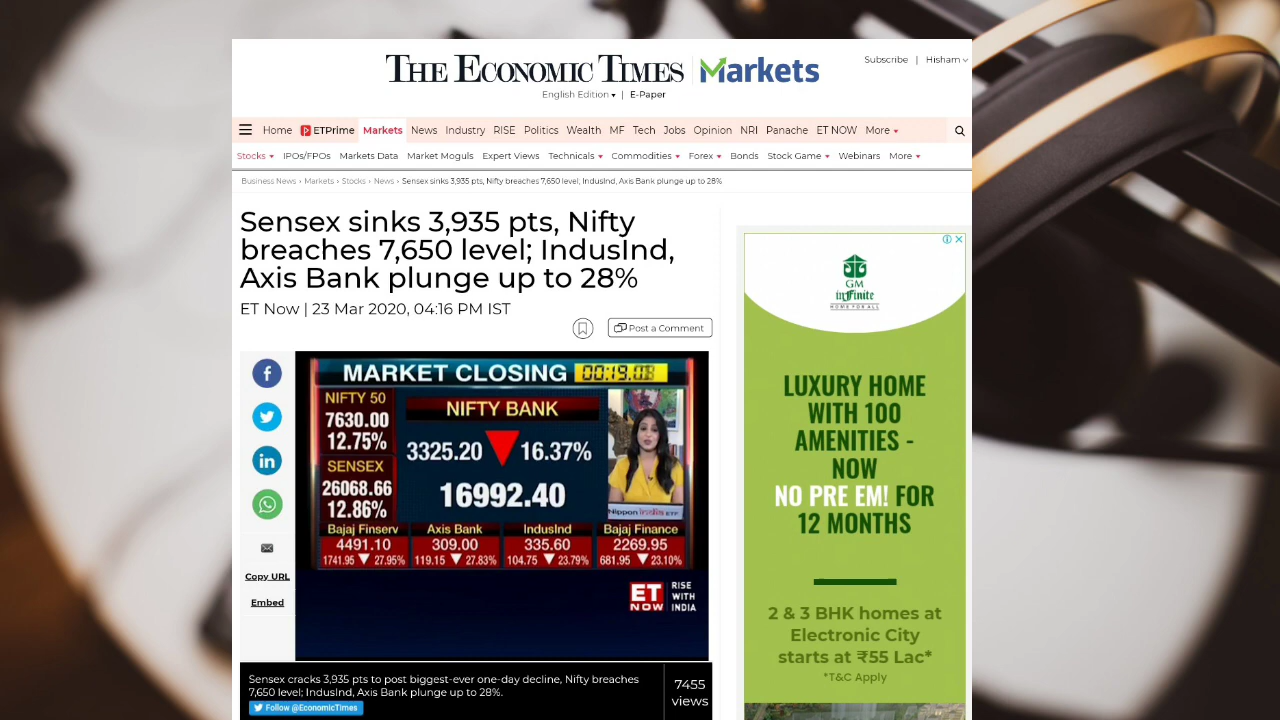 THE ECONOMIC TIMES Markets
Subscribe | Hisham
English Edition | E-Paper
Home ETPrime Markets News Industry RISE Politics Wealth MF Tech Jobs Opinion NRI Panache ET NOW More
Stocks IPOs/FPOs Markets Data Market Moguls Expert Views Technicals Commodities Forex Bonds Stock Game Webinars More
Business News › Markets › Stocks › News › Sensex sinks 3,935 pts, Nifty breaches 7,650 level; IndusInd, Axis Bank plunge up to 28%
Sensex sinks 3,935 pts, Nifty
breaches 7,650 level; IndusInd,
Axis Bank plunge up to 28%
ET Now | 23 Mar 2020, 04:16 PM IST
Post a Comment
Copy URL
Embed
MARKET CLOSING 00:19.08
NIFTY 50
7630.00
12.75%
SENSEX
26068.66
12.86%
NIFTY BANK
3325.20 16.37%
16992.40
Nippon india ETF
Bajaj Finserv Axis Bank IndusInd Bajaj Finance
4491.10 309.00 335.60 2269.95
1741.95 27.95% 119.15 27.83% 104.75 23.79% 681.95 23.10%
ET
NOW
RISE
WITH
INDIA
Sensex cracks 3,935 pts to post biggest-ever one-day decline, Nifty breaches
7,650 level; IndusInd, Axis Bank plunge up to 28%.
Follow @EconomicTimes
7455
views
GM
infinite
HOME FOR ALL
LUXURY HOME
WITH 100
AMENITIES -
NOW
NO PRE EM! FOR
12 MONTHS
2 & 3 BHK homes at
Electronic City
starts at ₹55 Lac*
*T&C Apply